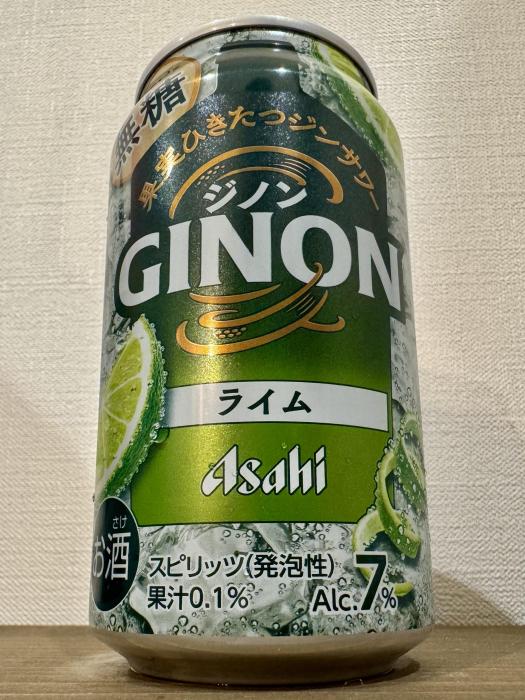 無糖
果実ひきたつジンサワー
ジノン
GINON
ライム
Asahi
さけ
お酒
スピリッツ(発泡性)
果汁0.1%
Alc.7%